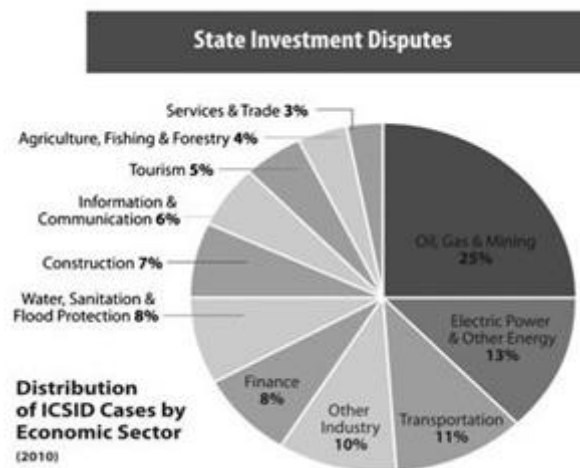 State Investment Disputes
Services & Trade 3%
Agriculture, Fishing & Forestry 4%
Tourism 5%
Information &
Communication 6%
Construction 7%
Water, Sanitation &
Flood Protection 8%
Oil, Gas & Mining
25%
Electric Power
& Other Energy
13%
Transportation
11%
Other
Industry
10%
Finance
8%
Distribution
of ICSID Cases by
Economic Sector
(2010)